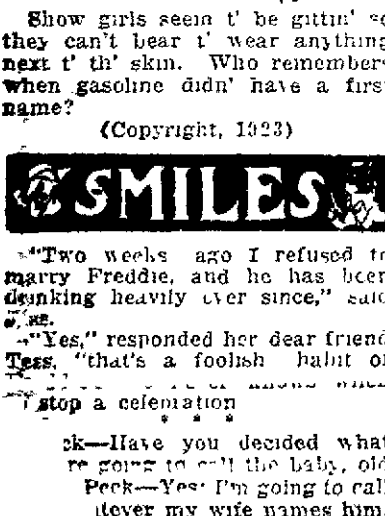 Show girls seem t' be gittin' so
they can't bear t' wear anything
next t' th' skin. Who remembers
when gasoline didn' have a first
name?
(Copyright, 1923)
SMILES
"Two weeks ago I refused to
marry Freddie, and he has been
drinking heavily ever since," said
"Yes," responded her dear friend
Tess, "that's a foolish habit of
stop a celebration
* * *
ck—Have you decided what
re going to call the baby, old
Peck—Yes: I'm going to call
tever my wife names him.